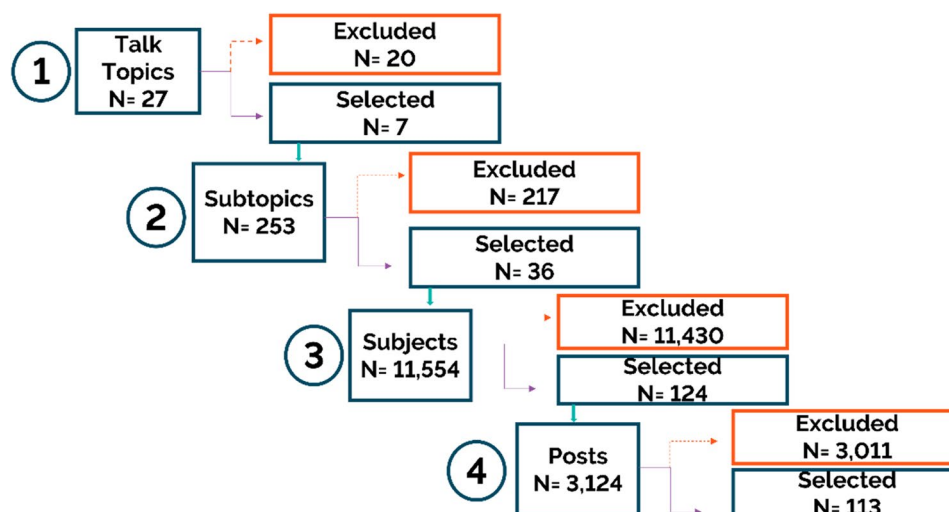 1
Talk
Topics
N= 27
Excluded
N= 20
Selected
N= 7
2
Subtopics
N= 253
Excluded
N= 217
Selected
N= 36
3
Subjects
N= 11,554
Excluded
N= 11,430
Selected
N= 124
4
Posts
N= 3,124
Excluded
N= 3,011
Selected
N= 113